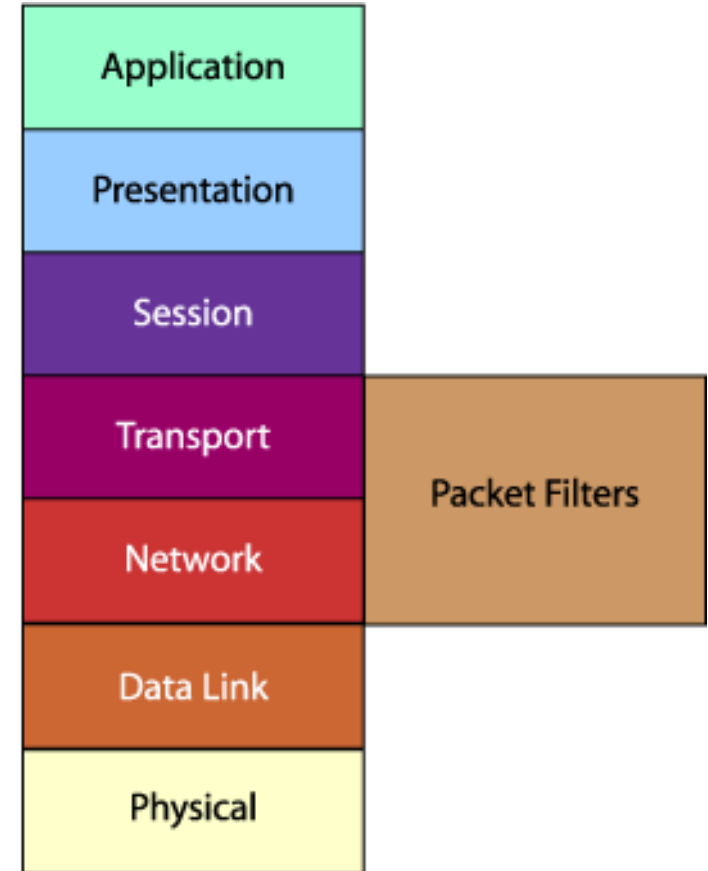 Application
Presentation
Session
Transport
Packet Filters
Network
Data Link
Physical